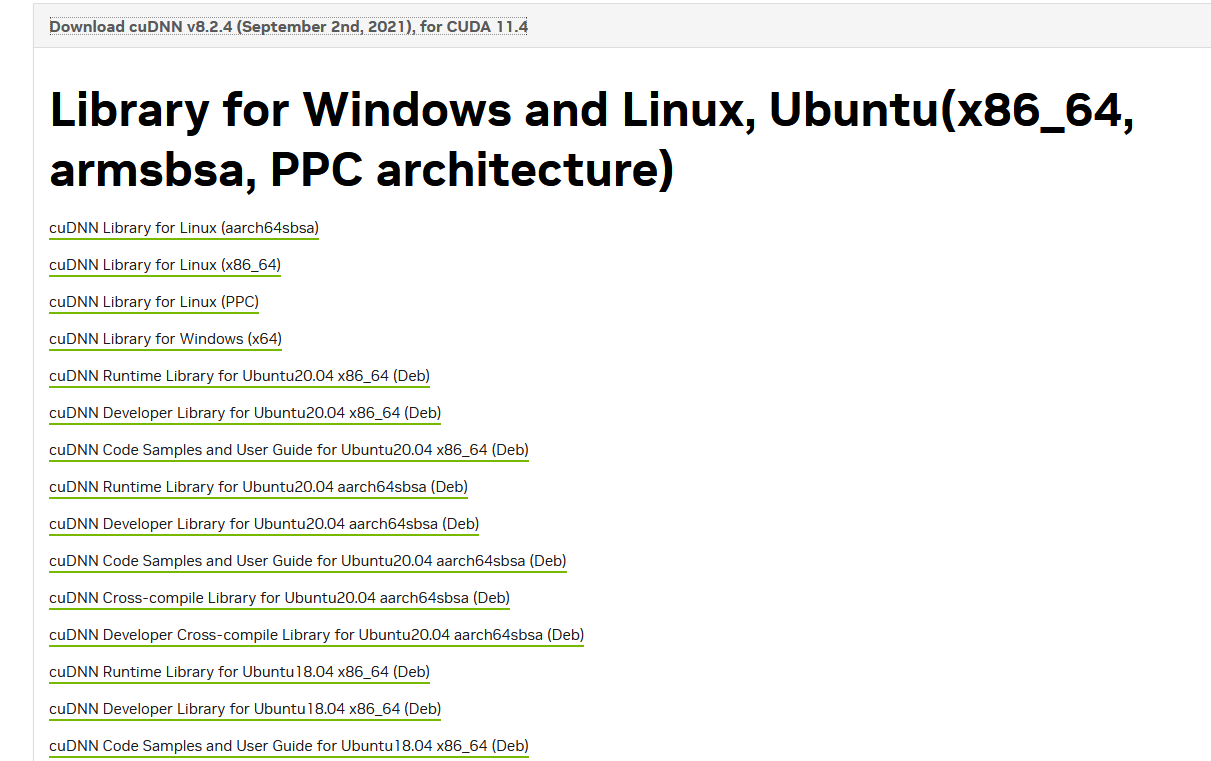 Download cuDNN v8.2.4 (September 2nd, 2021), for CUDA 11.4
Library for Windows and Linux, Ubuntu(x86_64,
armsbsa, PPC architecture)
cuDNN Library for Linux (aarch64sbsa)
cuDNN Library for Linux (x86_64)
cuDNN Library for Linux (PPC)
cuDNN Library for Windows (x64)
cuDNN Runtime Library for Ubuntu20.04 x86_64 (Deb)
cuDNN Developer Library for Ubuntu20.04 x86_64 (Deb)
cuDNN Code Samples and User Guide for Ubuntu20.04 x86_64 (Deb)
cuDNN Runtime Library for Ubuntu20.04 aarch64sbsa (Deb)
cuDNN Developer Library for Ubuntu20.04 aarch64sbsa (Deb)
cuDNN Code Samples and User Guide for Ubuntu20.04 aarch64sbsa (Deb)
cuDNN Cross-compile Library for Ubuntu20.04 aarch64sbsa (Deb)
cuDNN Developer Cross-compile Library for Ubuntu20.04 aarch64sbsa (Deb)
cuDNN Runtime Library for Ubuntu18.04 x86_64 (Deb)
cuDNN Developer Library for Ubuntu18.04 x86_64 (Deb)
cuDNN Code Samples and User Guide for Ubuntu18.04 x86_64 (Deb)